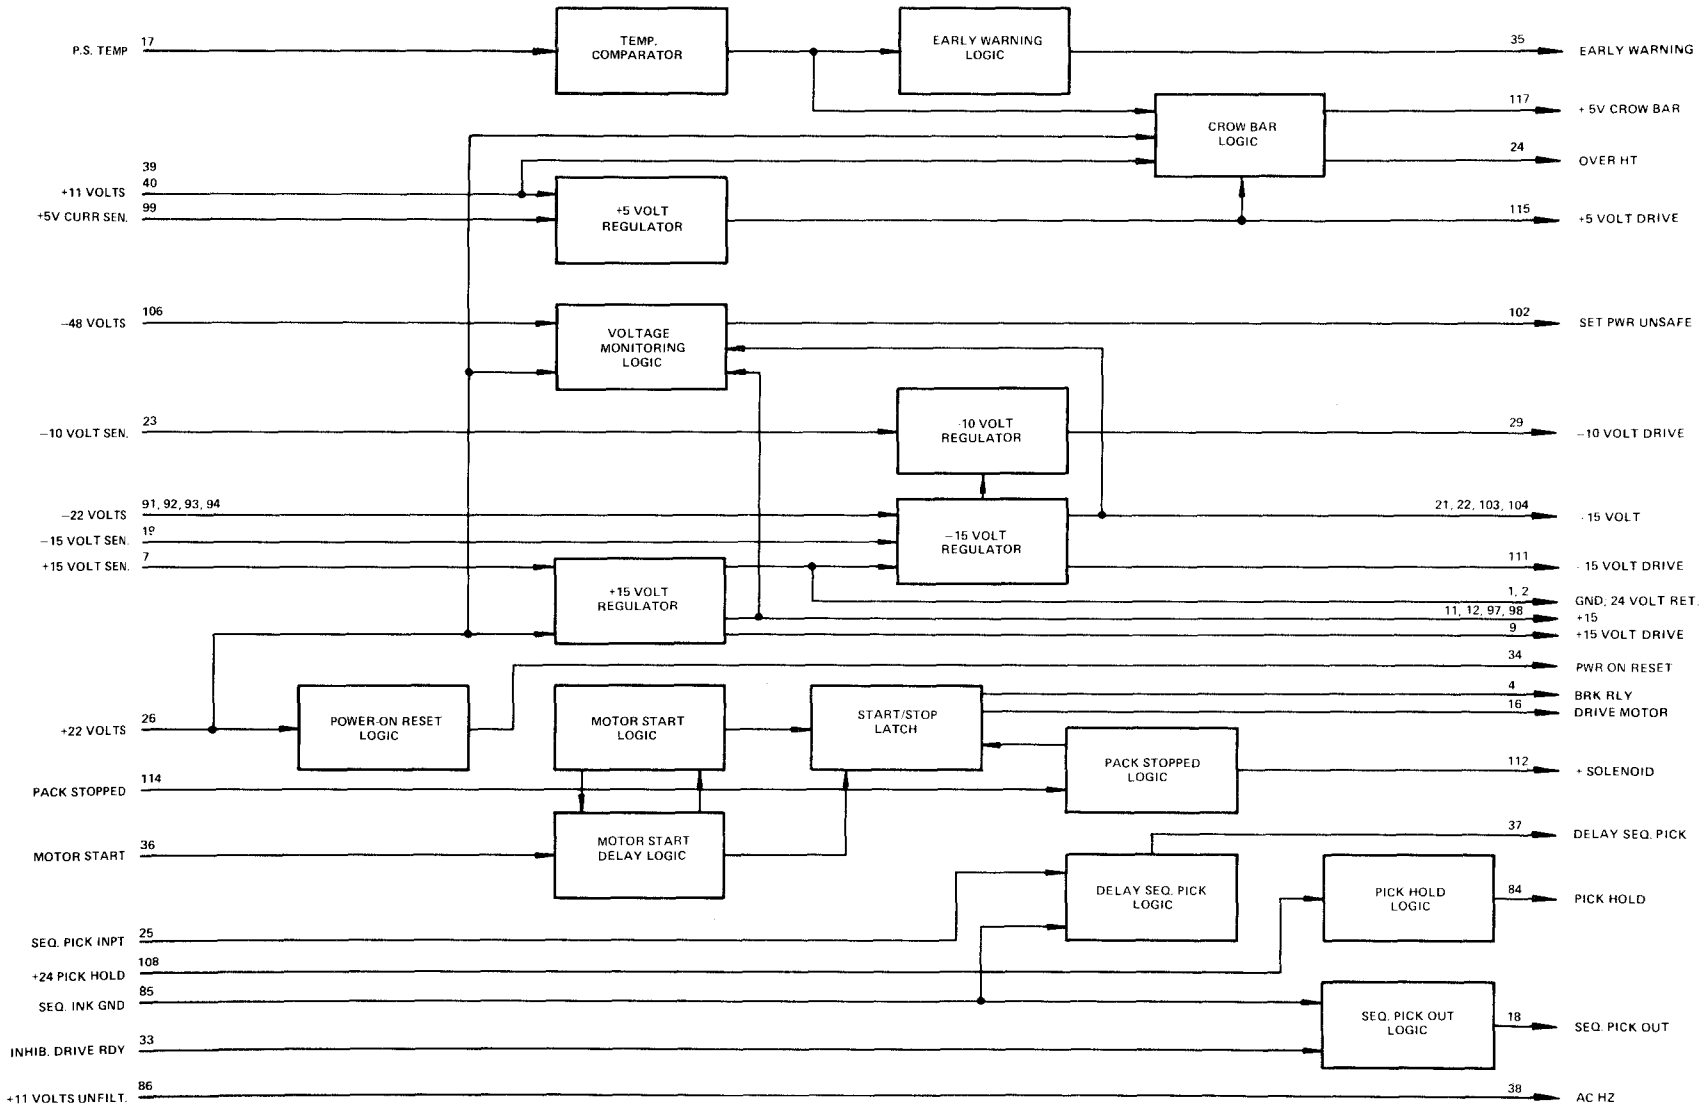 P.S. TEMP
17
TEMP.
COMPARATOR
EARLY WARNING
LOGIC
35
EARLY WARNING
CROW BAR
LOGIC
117
+ 5V CROW BAR
24
OVER HT
39
+11 VOLTS
40
+5V CURR SEN.
99
+5 VOLT
REGULATOR
115
+5 VOLT DRIVE
-48 VOLTS
106
VOLTAGE
MONITORING
LOGIC
102
SET PWR UNSAFE
-10 VOLT SEN.
23
-10 VOLT
REGULATOR
29
-10 VOLT DRIVE
-22 VOLTS
91, 92, 93, 94
-15 VOLT SEN.
19
+15 VOLT SEN.
7
-15 VOLT
REGULATOR
21, 22, 103, 104
-15 VOLT
111
-15 VOLT DRIVE
+15 VOLT
REGULATOR
1, 2
GND, 24 VOLT RET.
11, 12, 97, 98
+15
9
+15 VOLT DRIVE
34
PWR ON RESET
+22 VOLTS
26
POWER-ON RESET
LOGIC
MOTOR START
LOGIC
START/STOP
LATCH
4
BRK RLY
16
DRIVE MOTOR
PACK STOPPED
114
PACK STOPPED
LOGIC
112
+ SOLENOID
MOTOR START
36
MOTOR START
DELAY LOGIC
37
DELAY SEQ. PICK
DELAY SEQ. PICK
LOGIC
PICK HOLD
LOGIC
84
PICK HOLD
SEQ. PICK INPT
25
+24 PICK HOLD
108
SEQ. INK GND
85
SEQ. PICK OUT
LOGIC
18
SEQ. PICK OUT
INHIB. DRIVE RDY
33
+11 VOLTS UNFILT.
86
38
AC HZ